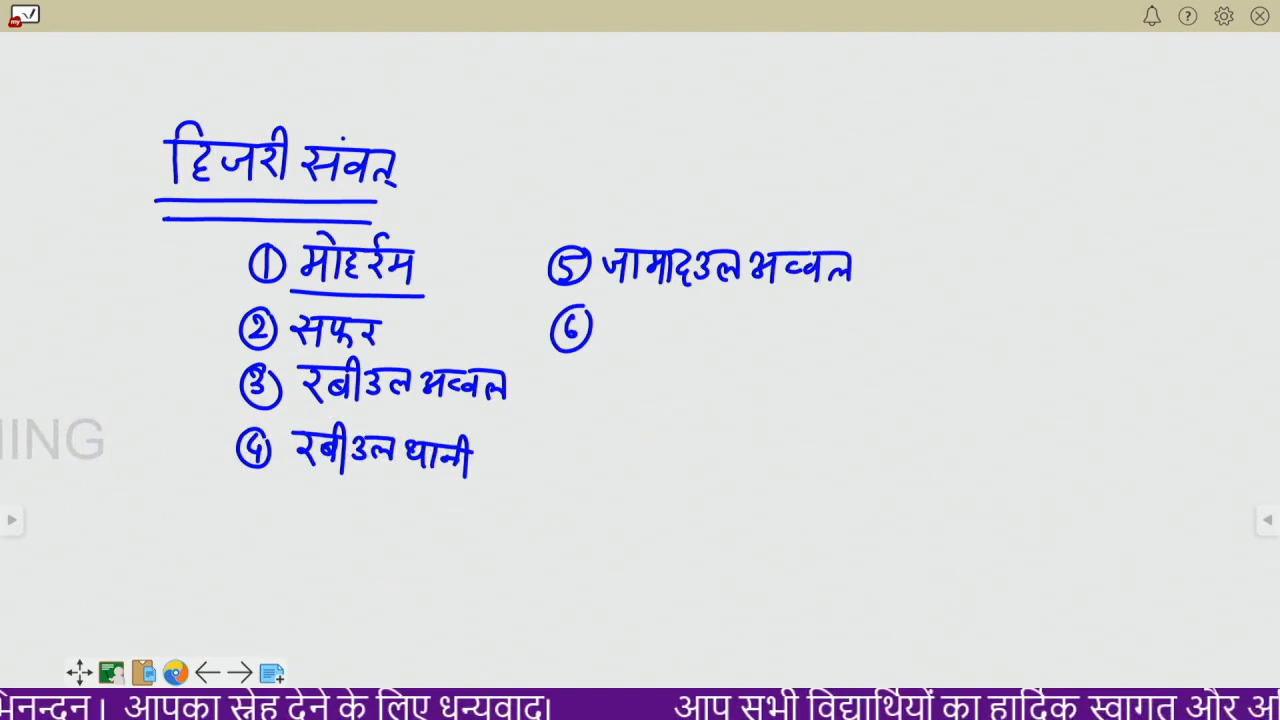 हिजरी संवत्
① मोहर्रम
② सफर
③ रबीउल अव्वल
④ रबीउल थानी
⑤ जामादउल अव्वल
⑥
NING
भिनन्दन। आपका स्नेह देने के लिए धन्यवाद। आप सभी विद्यार्थियों का हार्दिक स्वागत और अ